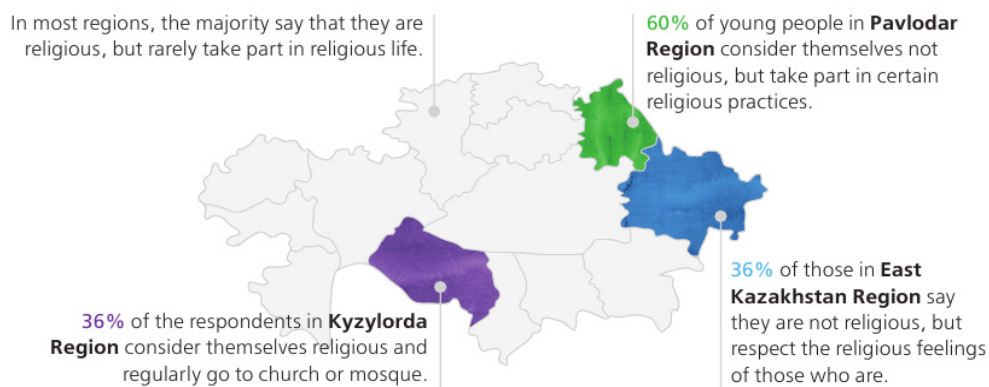 In most regions, the majority say that they are
religious, but rarely take part in religious life.
60% of young people in Pavlodar
Region consider themselves not
religious, but take part in certain
religious practices.
36% of those in East
Kazakhstan Region say
they are not religious, but
respect the religious feelings
of those who are.
36% of the respondents in Kyzylorda
Region consider themselves religious and
regularly go to church or mosque.